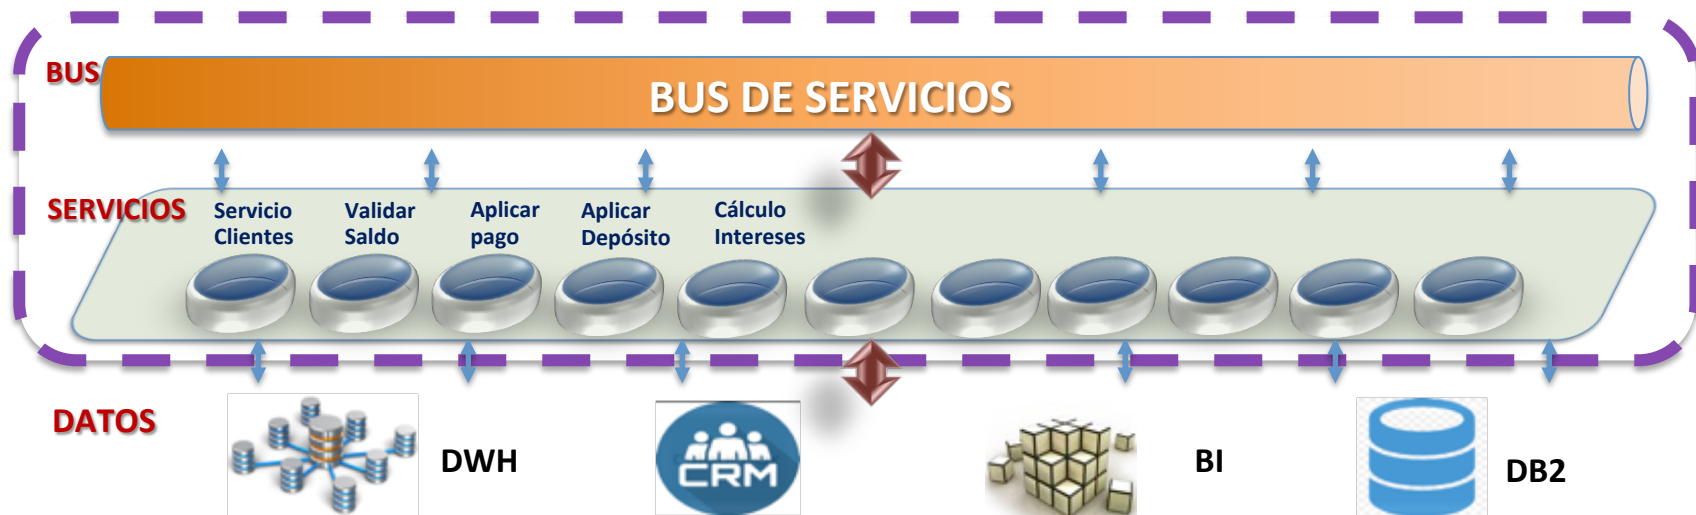 BUS
BUS DE SERVICIOS
SERVICIOS
Servicio
Clientes
Validar
Saldo
Aplicar
pago
Aplicar
Depósito
Cálculo
Intereses
DATOS
DWH
CRM
BI
DB2